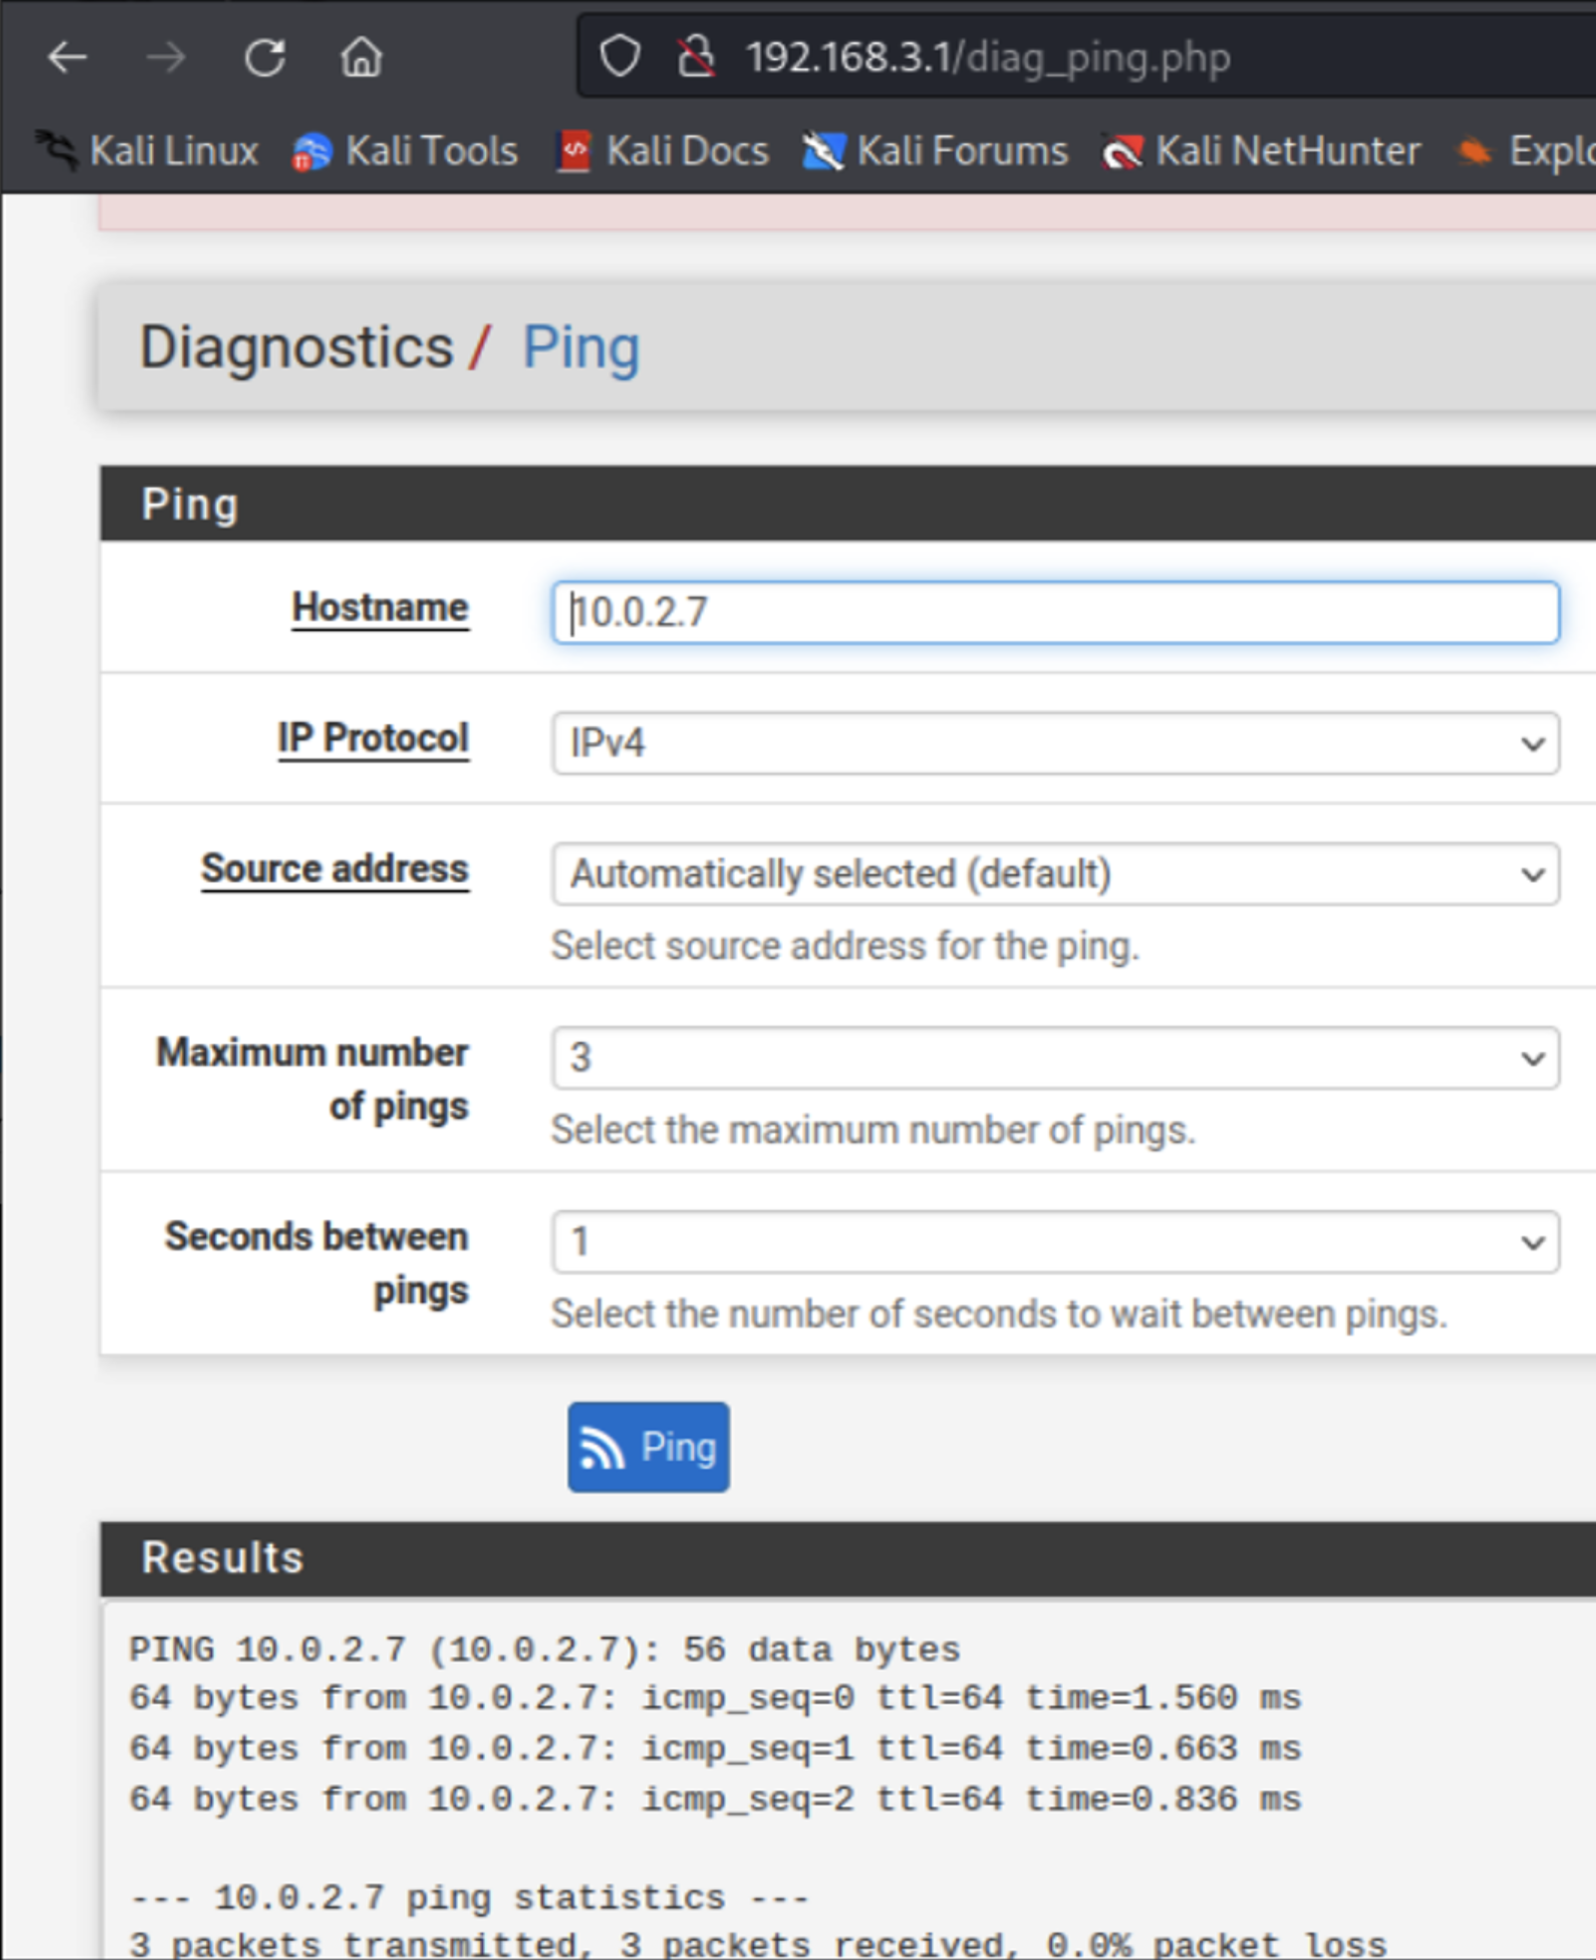 192.168.3.1/diag_ping.php
Kali Linux Kali Tools Kali Docs Kali Forums Kali NetHunter
Diagnostics / Ping
Ping
Hostname 10.0.2.7
IP Protocol IPv4
Source address Automatically selected (default)
Select source address for the ping.
Maximum number of pings 3
Select the maximum number of pings.
Seconds between pings 1
Select the number of seconds to wait between pings.
Ping
Results
PING 10.0.2.7 (10.0.2.7): 56 data bytes
64 bytes from 10.0.2.7: icmp_seq=0 ttl=64 time=1.560 ms
64 bytes from 10.0.2.7: icmp_seq=1 ttl=64 time=0.663 ms
64 bytes from 10.0.2.7: icmp_seq=2 ttl=64 time=0.836 ms
--- 10.0.2.7 ping statistics ---
3 packets transmitted, 3 packets received, 0.0% packet loss